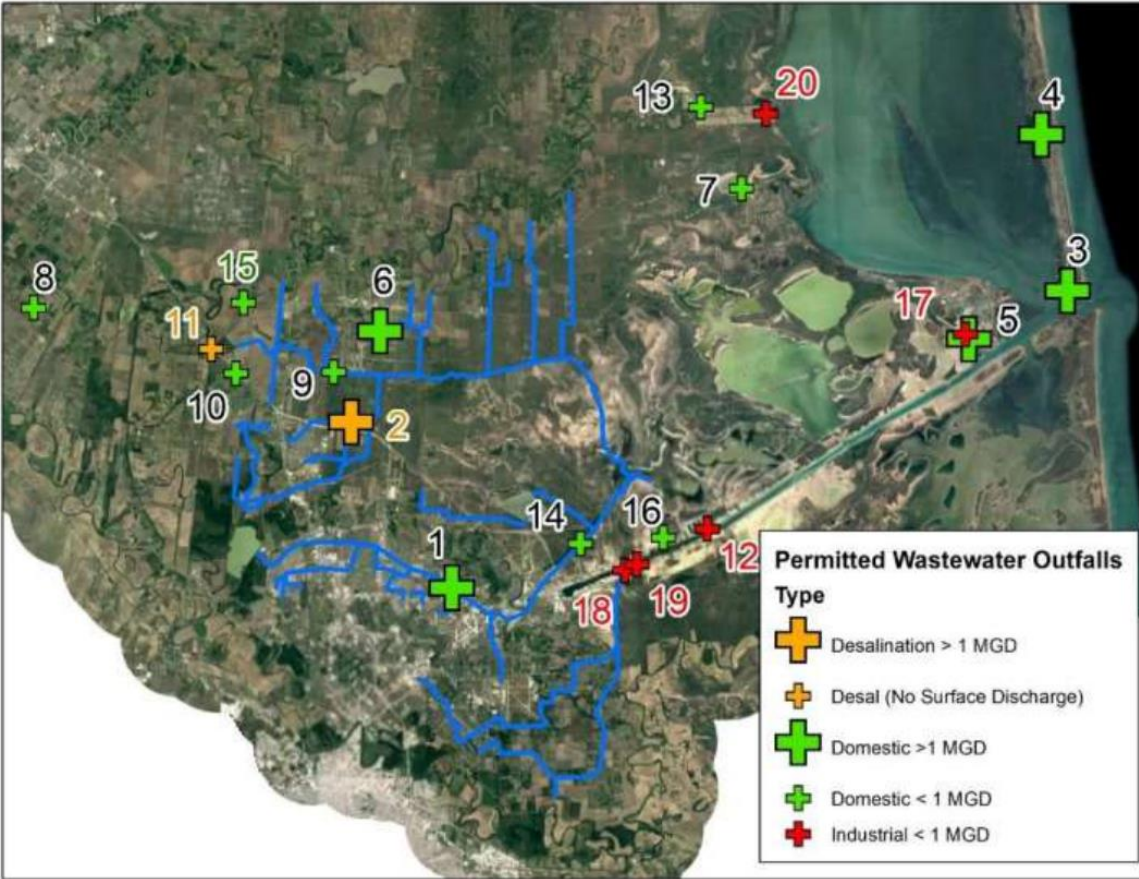 20
13
4
7
3
8
15
6
17
5
11
9
10
2
14
16
1
12
18
19
Permitted Wastewater Outfalls
Type
Desalination > 1 MGD
Desal (No Surface Discharge)
Domestic >1 MGD
Domestic < 1 MGD
Industrial < 1 MGD